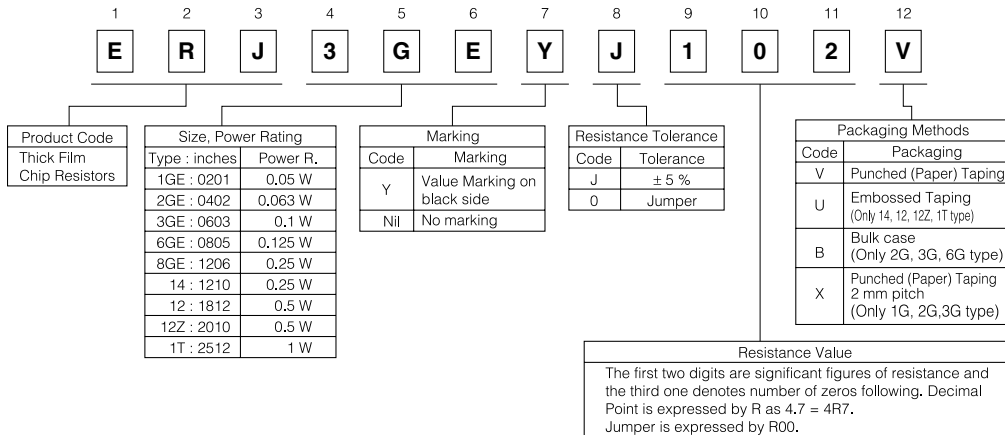 1 2 3 4 5 6 7 8 9 10 11 12
E R J 3 G E Y J 1 0 2 V
Product Code
Thick Film
Chip Resistors
Size, Power Rating
Type : inches Power R.
1GE : 0201 0.05 W
2GE : 0402 0.063 W
3GE : 0603 0.1 W
6GE : 0805 0.125 W
8GE : 1206 0.25 W
14 : 1210 0.25 W
12 : 1812 0.5 W
12Z : 2010 0.5 W
1T : 2512 1 W
Marking
Code Marking
Y Value Marking on
black side
Nil No marking
Resistance Tolerance
Code Tolerance
J ± 5 %
0 Jumper
Packaging Methods
Code Packaging
V Punched (Paper) Taping
U Embossed Taping
(Only 14, 12, 12Z, 1T type)
B Bulk case
(Only 2G, 3G, 6G type)
X Punched (Paper) Taping
2 mm pitch
(Only 1G, 2G,3G type)
Resistance Value
The first two digits are significant figures of resistance and
the third one denotes number of zeros following. Decimal
Point is expressed by R as 4.7 = 4R7.
Jumper is expressed by R00.